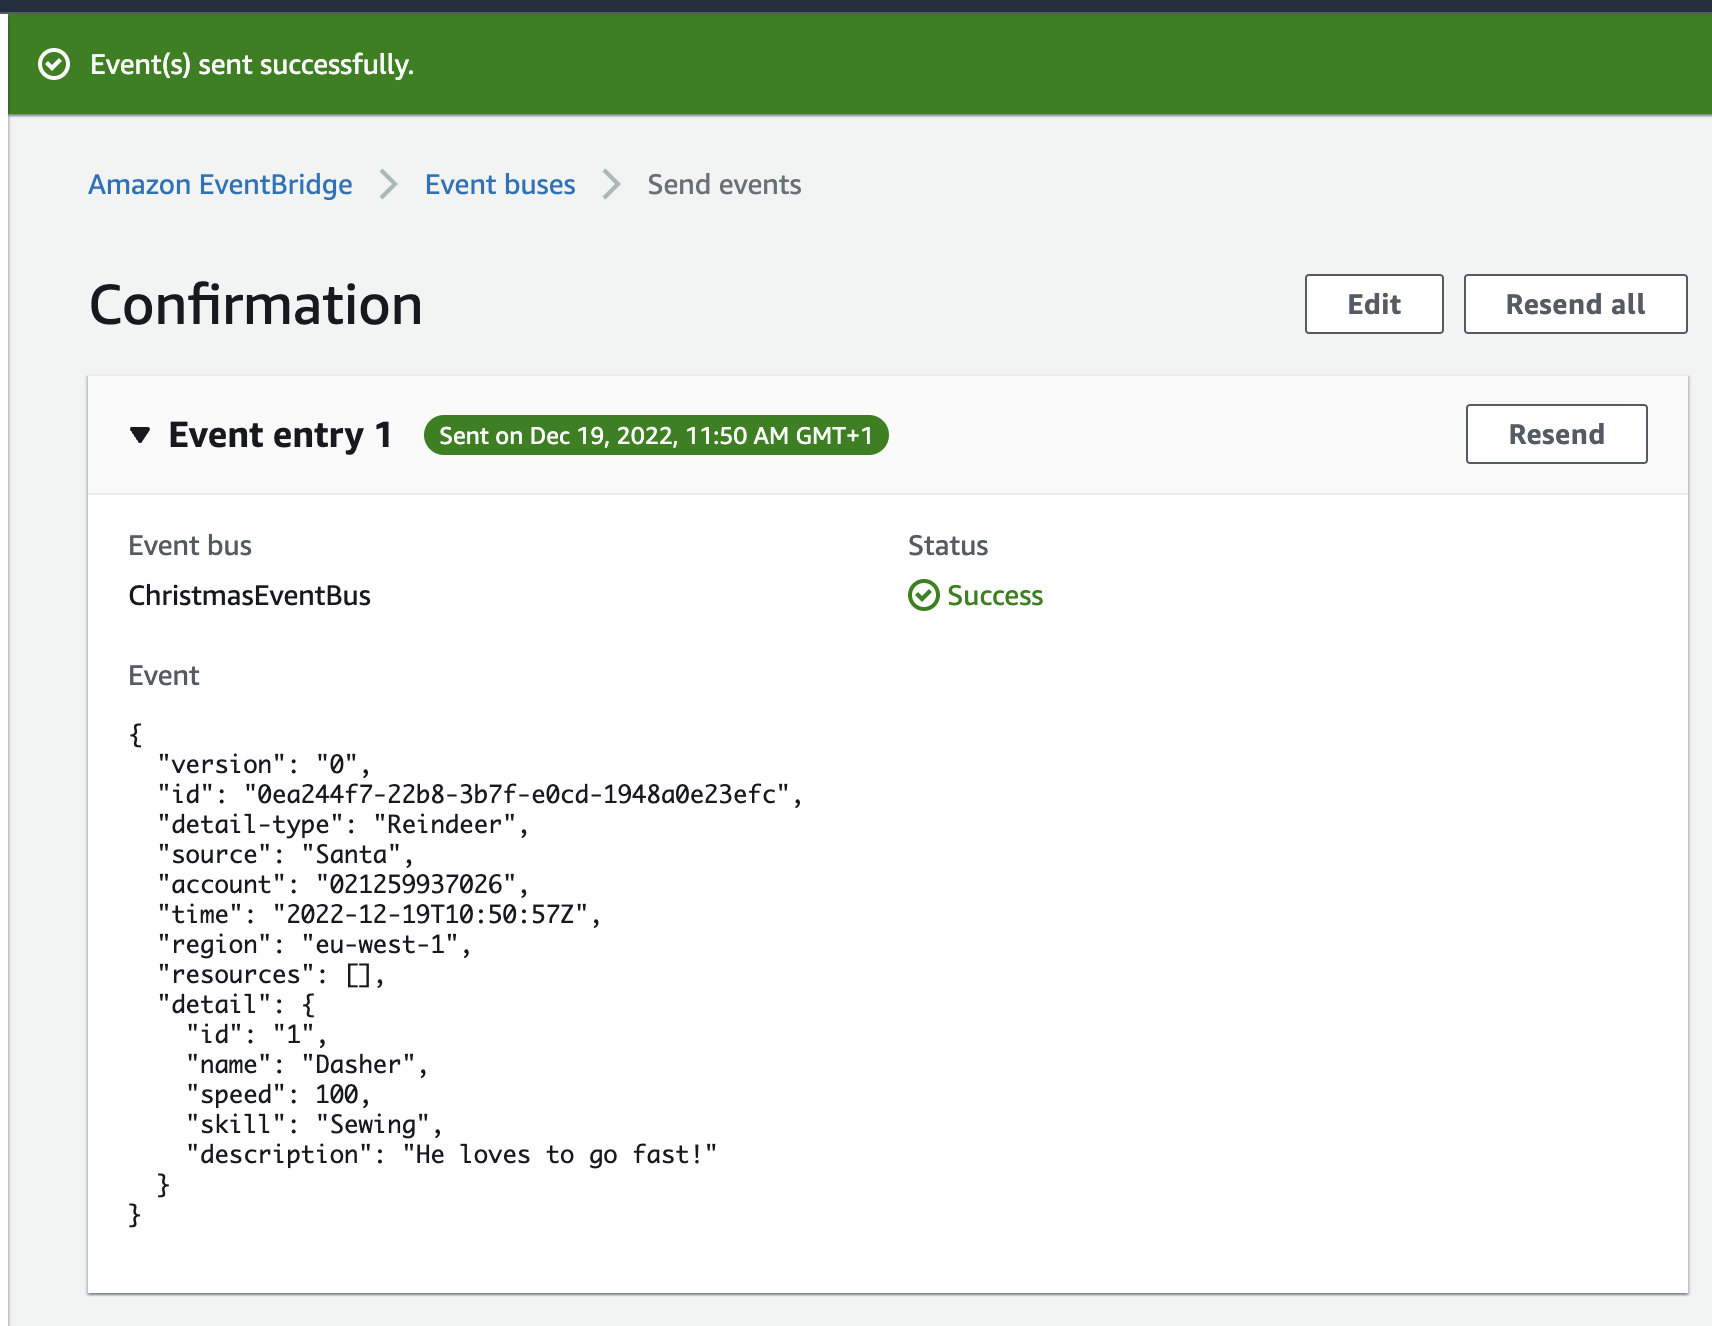 Event(s) sent successfully.
Amazon EventBridge > Event buses > Send events
Confirmation
Edit
Resend all
Event entry 1
Sent on Dec 19, 2022, 11:50 AM GMT+1
Resend
Event bus
Status
ChristmasEventBus
Success
Event
{
  "version": "0",
  "id": "0ea244f7-22b8-3b7f-e0cd-1948a0e23efc",
  "detail-type": "Reindeer",
  "source": "Santa",
  "account": "021259937026",
  "time": "2022-12-19T10:50:57Z",
  "region": "eu-west-1",
  "resources": [],
  "detail": {
    "id": "1",
    "name": "Dasher",
    "speed": 100,
    "skill": "Sewing",
    "description": "He loves to go fast!"
  }
}